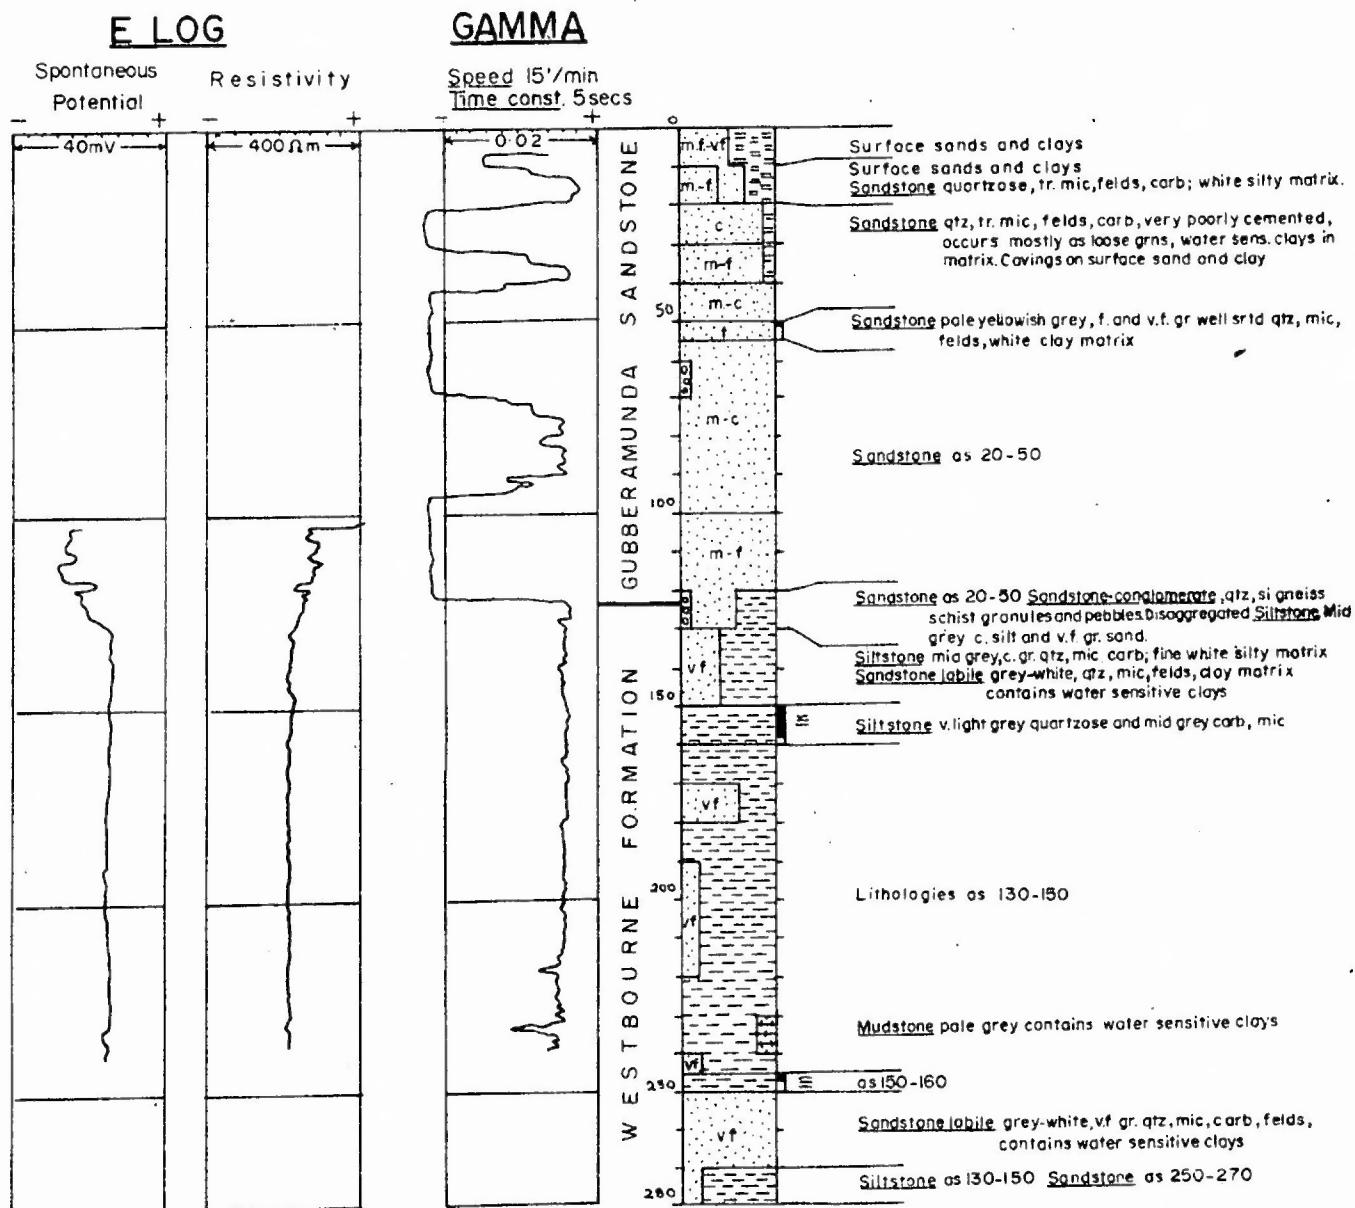 E LOG
GAMMA
Spontaneous
Potential
Resistivity
Speed 15'/min
Time const. 5secs
- +
- +
- +
40mV
400Ωm
0·02
GUBBERAMUNDA SANDSTONE
WESTBOURNE FORMATION
0
50
100
150
200
250
280
m.f-vf
m.-f.
c
m-f
m-c
f
m-c
m-f
vf
vf
vf
vf
vf
Surface sands and clays
Surface sands and clays
Sandstone quartzose, tr. mic, felds, carb; white silty matrix.
Sandstone qtz, tr. mic, felds, carb, very poorly cemented,
occurs mostly as loose grns, water sens. clays in
matrix. Cavings on surface sand and clay
Sandstone pale yellowish grey, f. and v.f. gr well srtd qtz, mic,
felds, white clay matrix
Sandstone as 20-50
Sandstone as 20-50 Sandstone-conglomerate, qtz, si gneiss
schist granules and pebbles. Disaggregated Siltstone Mid
grey c. silt and v.f. gr. sand.
Siltstone mid grey, c. gr. qtz, mic carb; fine white silty matrix
Sandstone labile grey-white, qtz, mic, felds, clay matrix
contains water sensitive clays
Siltstone v. light grey quartzose and mid grey carb, mic
Lithologies as 130-150
Mudstone pale grey contains water sensitive clays
as 150-160
Sandstone labile grey-white, v.f gr. qtz, mic, carb, felds,
contains water sensitive clays
Siltstone as 130-150 Sandstone as 250-270